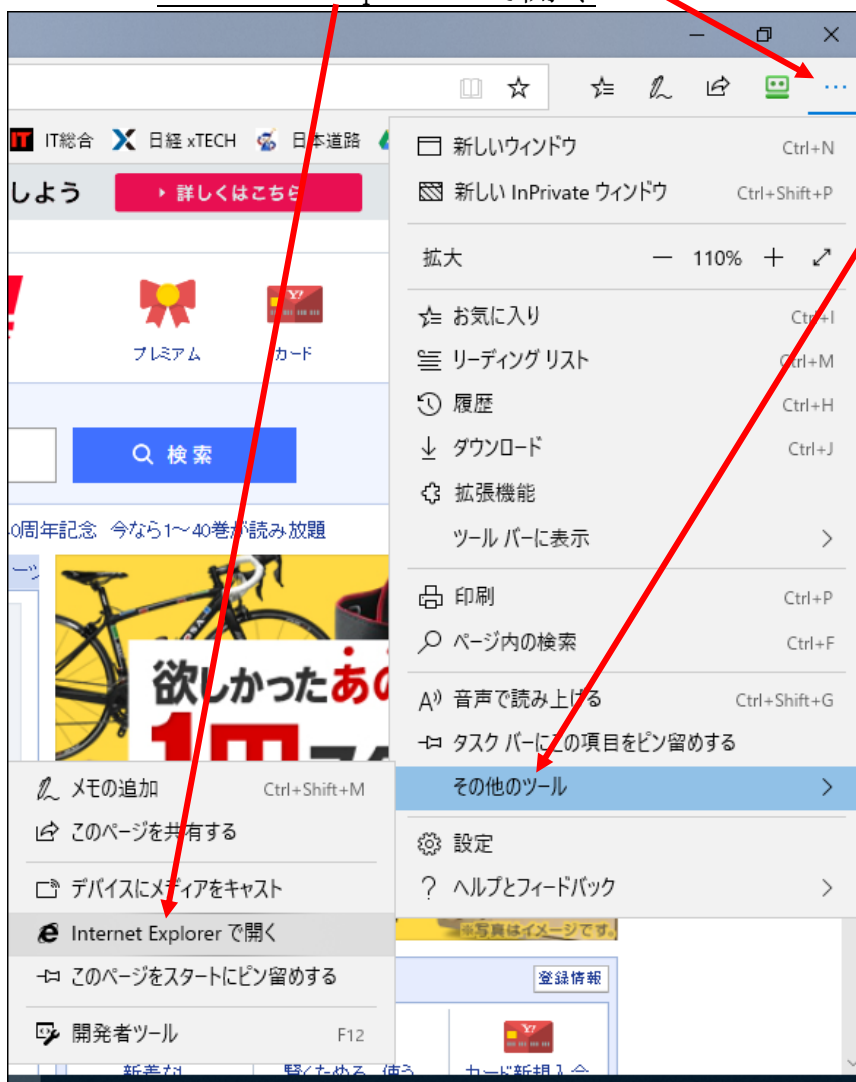 IT総合 日経 xTECH 日本道路
しよう 詳しくはこちら
プレミアム
カード
検索
0周年記念 今なら1～40巻が読み放題
欲しかったあの
1円
新しいウィンドウ Ctrl+N
新しい InPrivate ウィンドウ Ctrl+Shift+P
拡大 110%
お気に入り Ctrl+I
リーディング リスト Ctrl+M
履歴 Ctrl+H
ダウンロード Ctrl+J
拡張機能
ツール バーに表示
印刷 Ctrl+P
ページ内の検索 Ctrl+F
音声で読み上げる Ctrl+Shift+G
タスク バーにこの項目をピン留めする
その他のツール
設定
? ヘルプとフィードバック
メモの追加 Ctrl+Shift+M
このページを共有する
デバイスにメディアをキャスト
Internet Explorer で開く
このページをスタートにピン留めする
開発者ツール F12
※写真はイメージです。
登録情報
Y!
カード新規入会